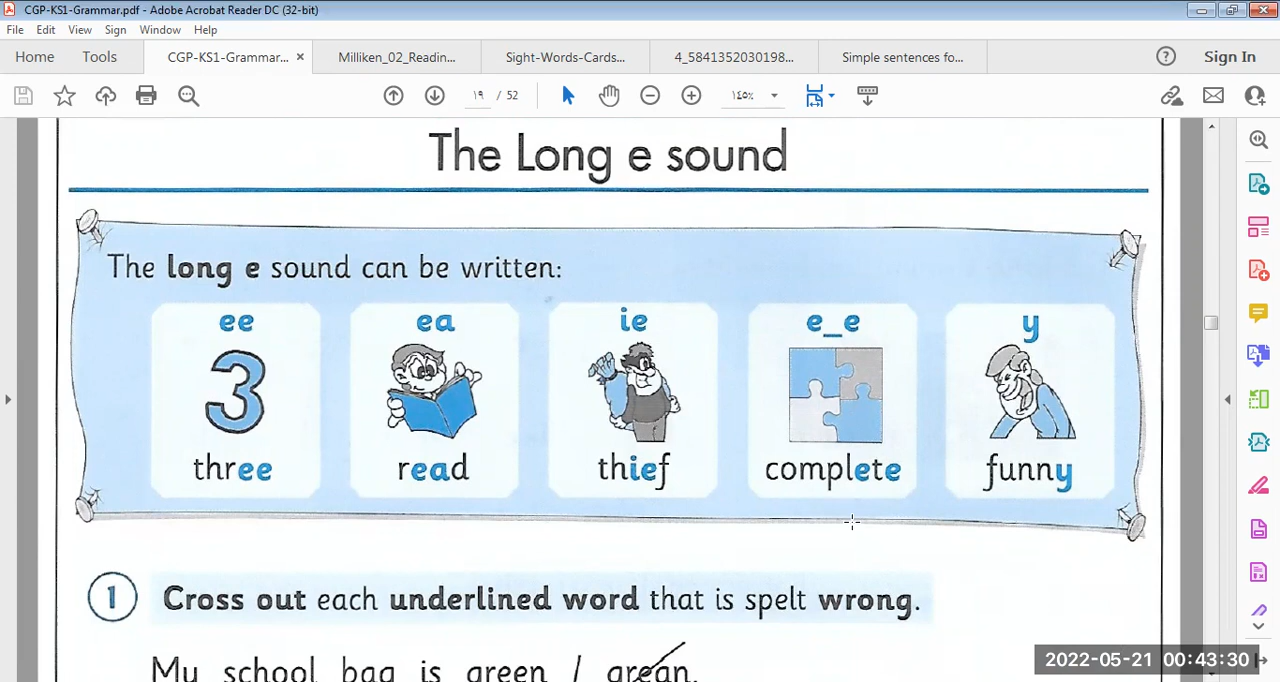 CGP-KS1-Grammar.pdf - Adobe Acrobat Reader DC (32-bit)
File Edit View Sign Window Help
Home Tools CGP-KS1-Grammar... × Milliken_02_Readin... Sight-Words-Cards... 4_5841352030198... Simple sentences fo... ? Sign In
١٩ / 52 ١٤٥%
The Long e sound
The long e sound can be written:
ee ea ie e_e y
3
three read thief complete funny
1 Cross out each underlined word that is spelt wrong.
My school bag is green / grean.
2022-05-21 00:43:30